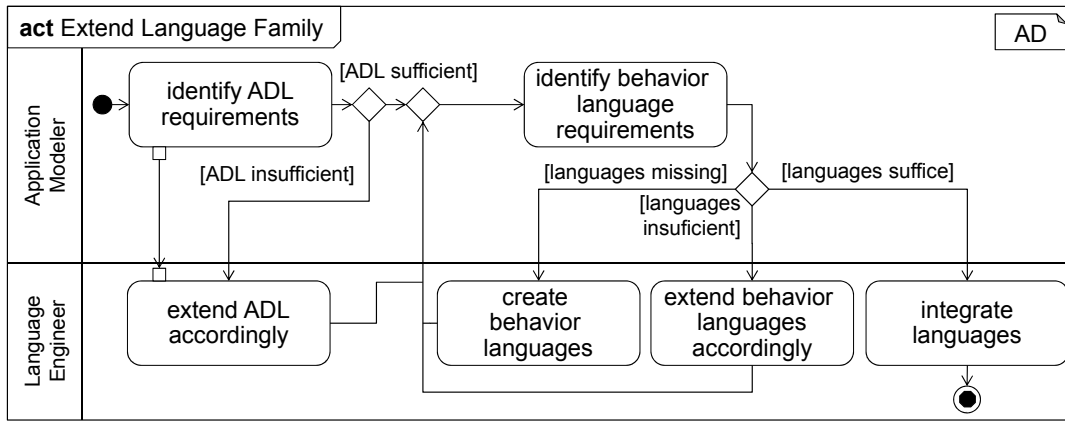 act Extend Language Family
AD
Application
Modeler
identify ADL
requirements
[ADL sufficient]
identify behavior
language
requirements
[ADL insufficient]
[languages missing]
[languages suffice]
[languages
insuficient]
Language
Engineer
extend ADL
accordingly
create
behavior
languages
extend behavior
languages
accordingly
integrate
languages